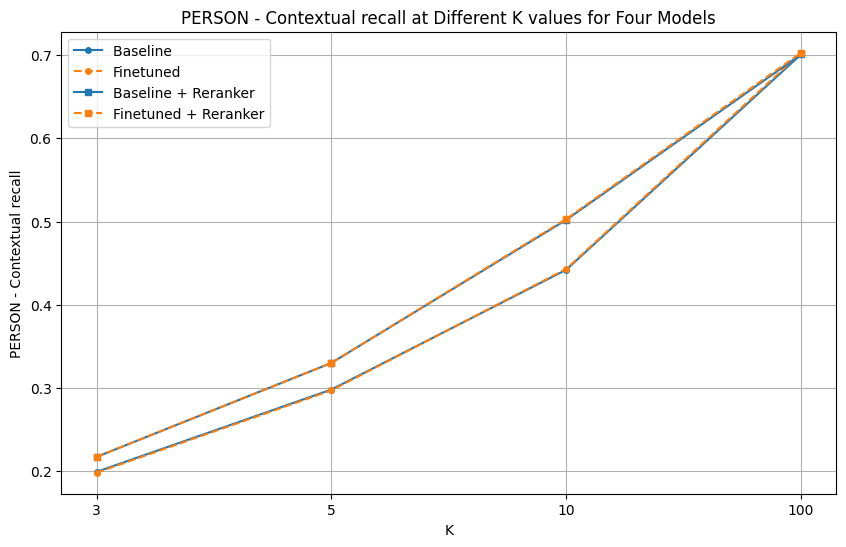 PERSON - Contextual recall at Different K values for Four Models
Baseline
Finetuned
Baseline + Reranker
Finetuned + Reranker
PERSON - Contextual recall
0.7
0.6
0.5
0.4
0.3
0.2
3
5
10
100
K